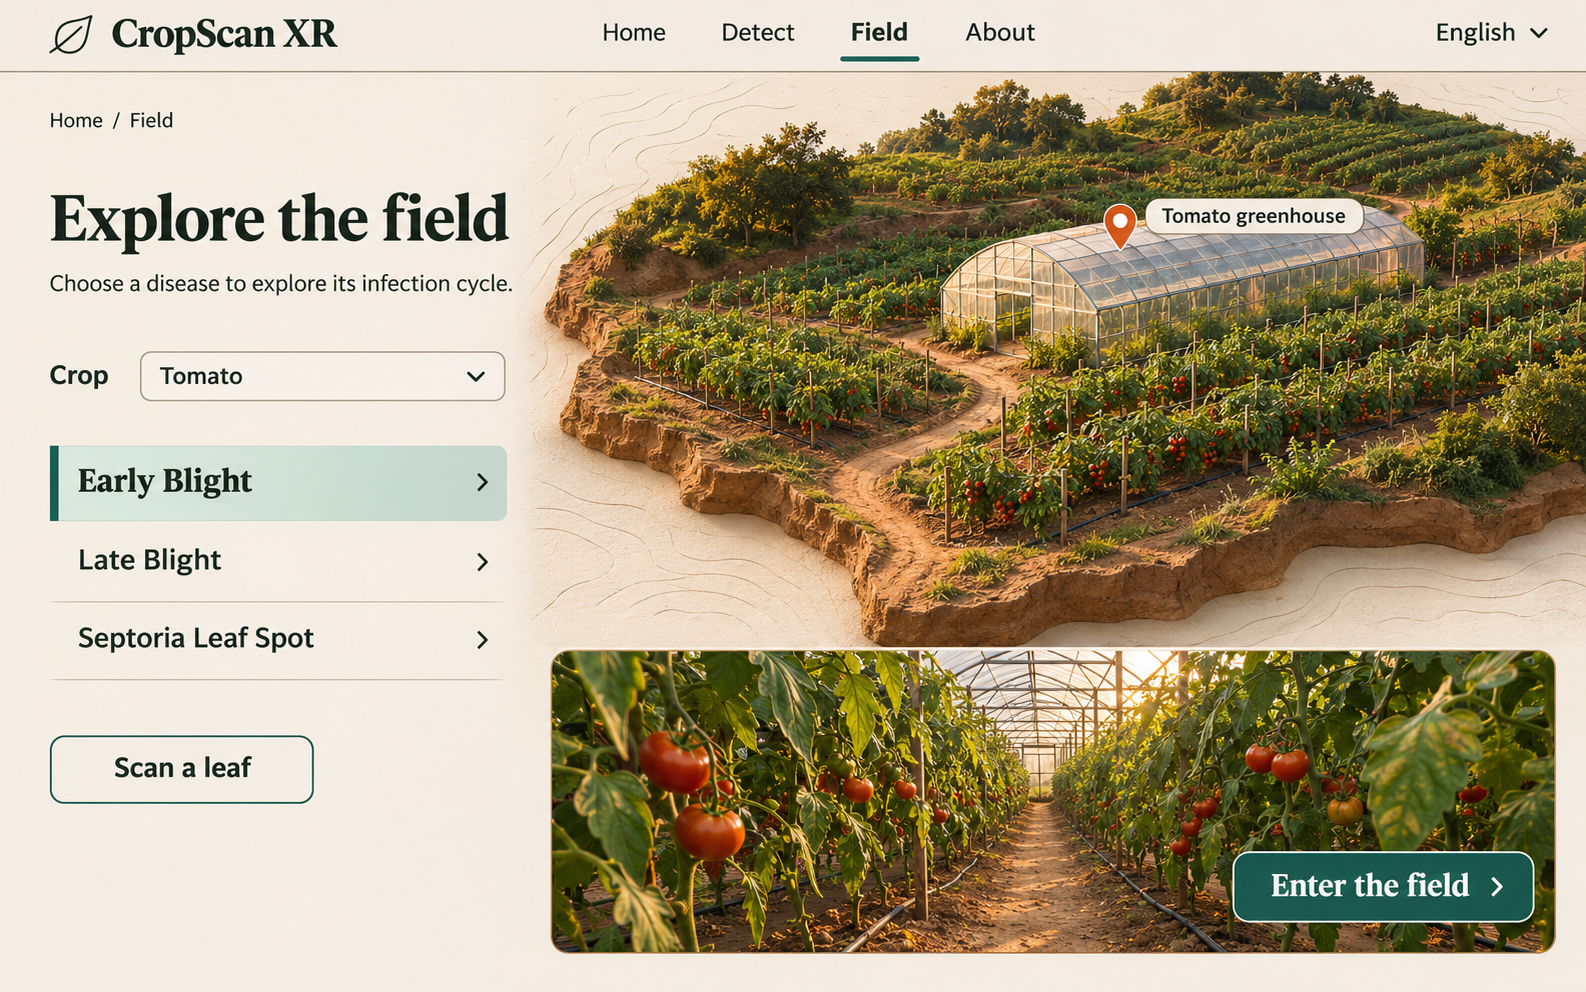 CropScan XR
Home
Detect
Field
About
English
Home / Field
Explore the field
Choose a disease to explore its infection cycle.
Crop
Tomato
Early Blight
Late Blight
Septoria Leaf Spot
Scan a leaf
Tomato greenhouse
Enter the field